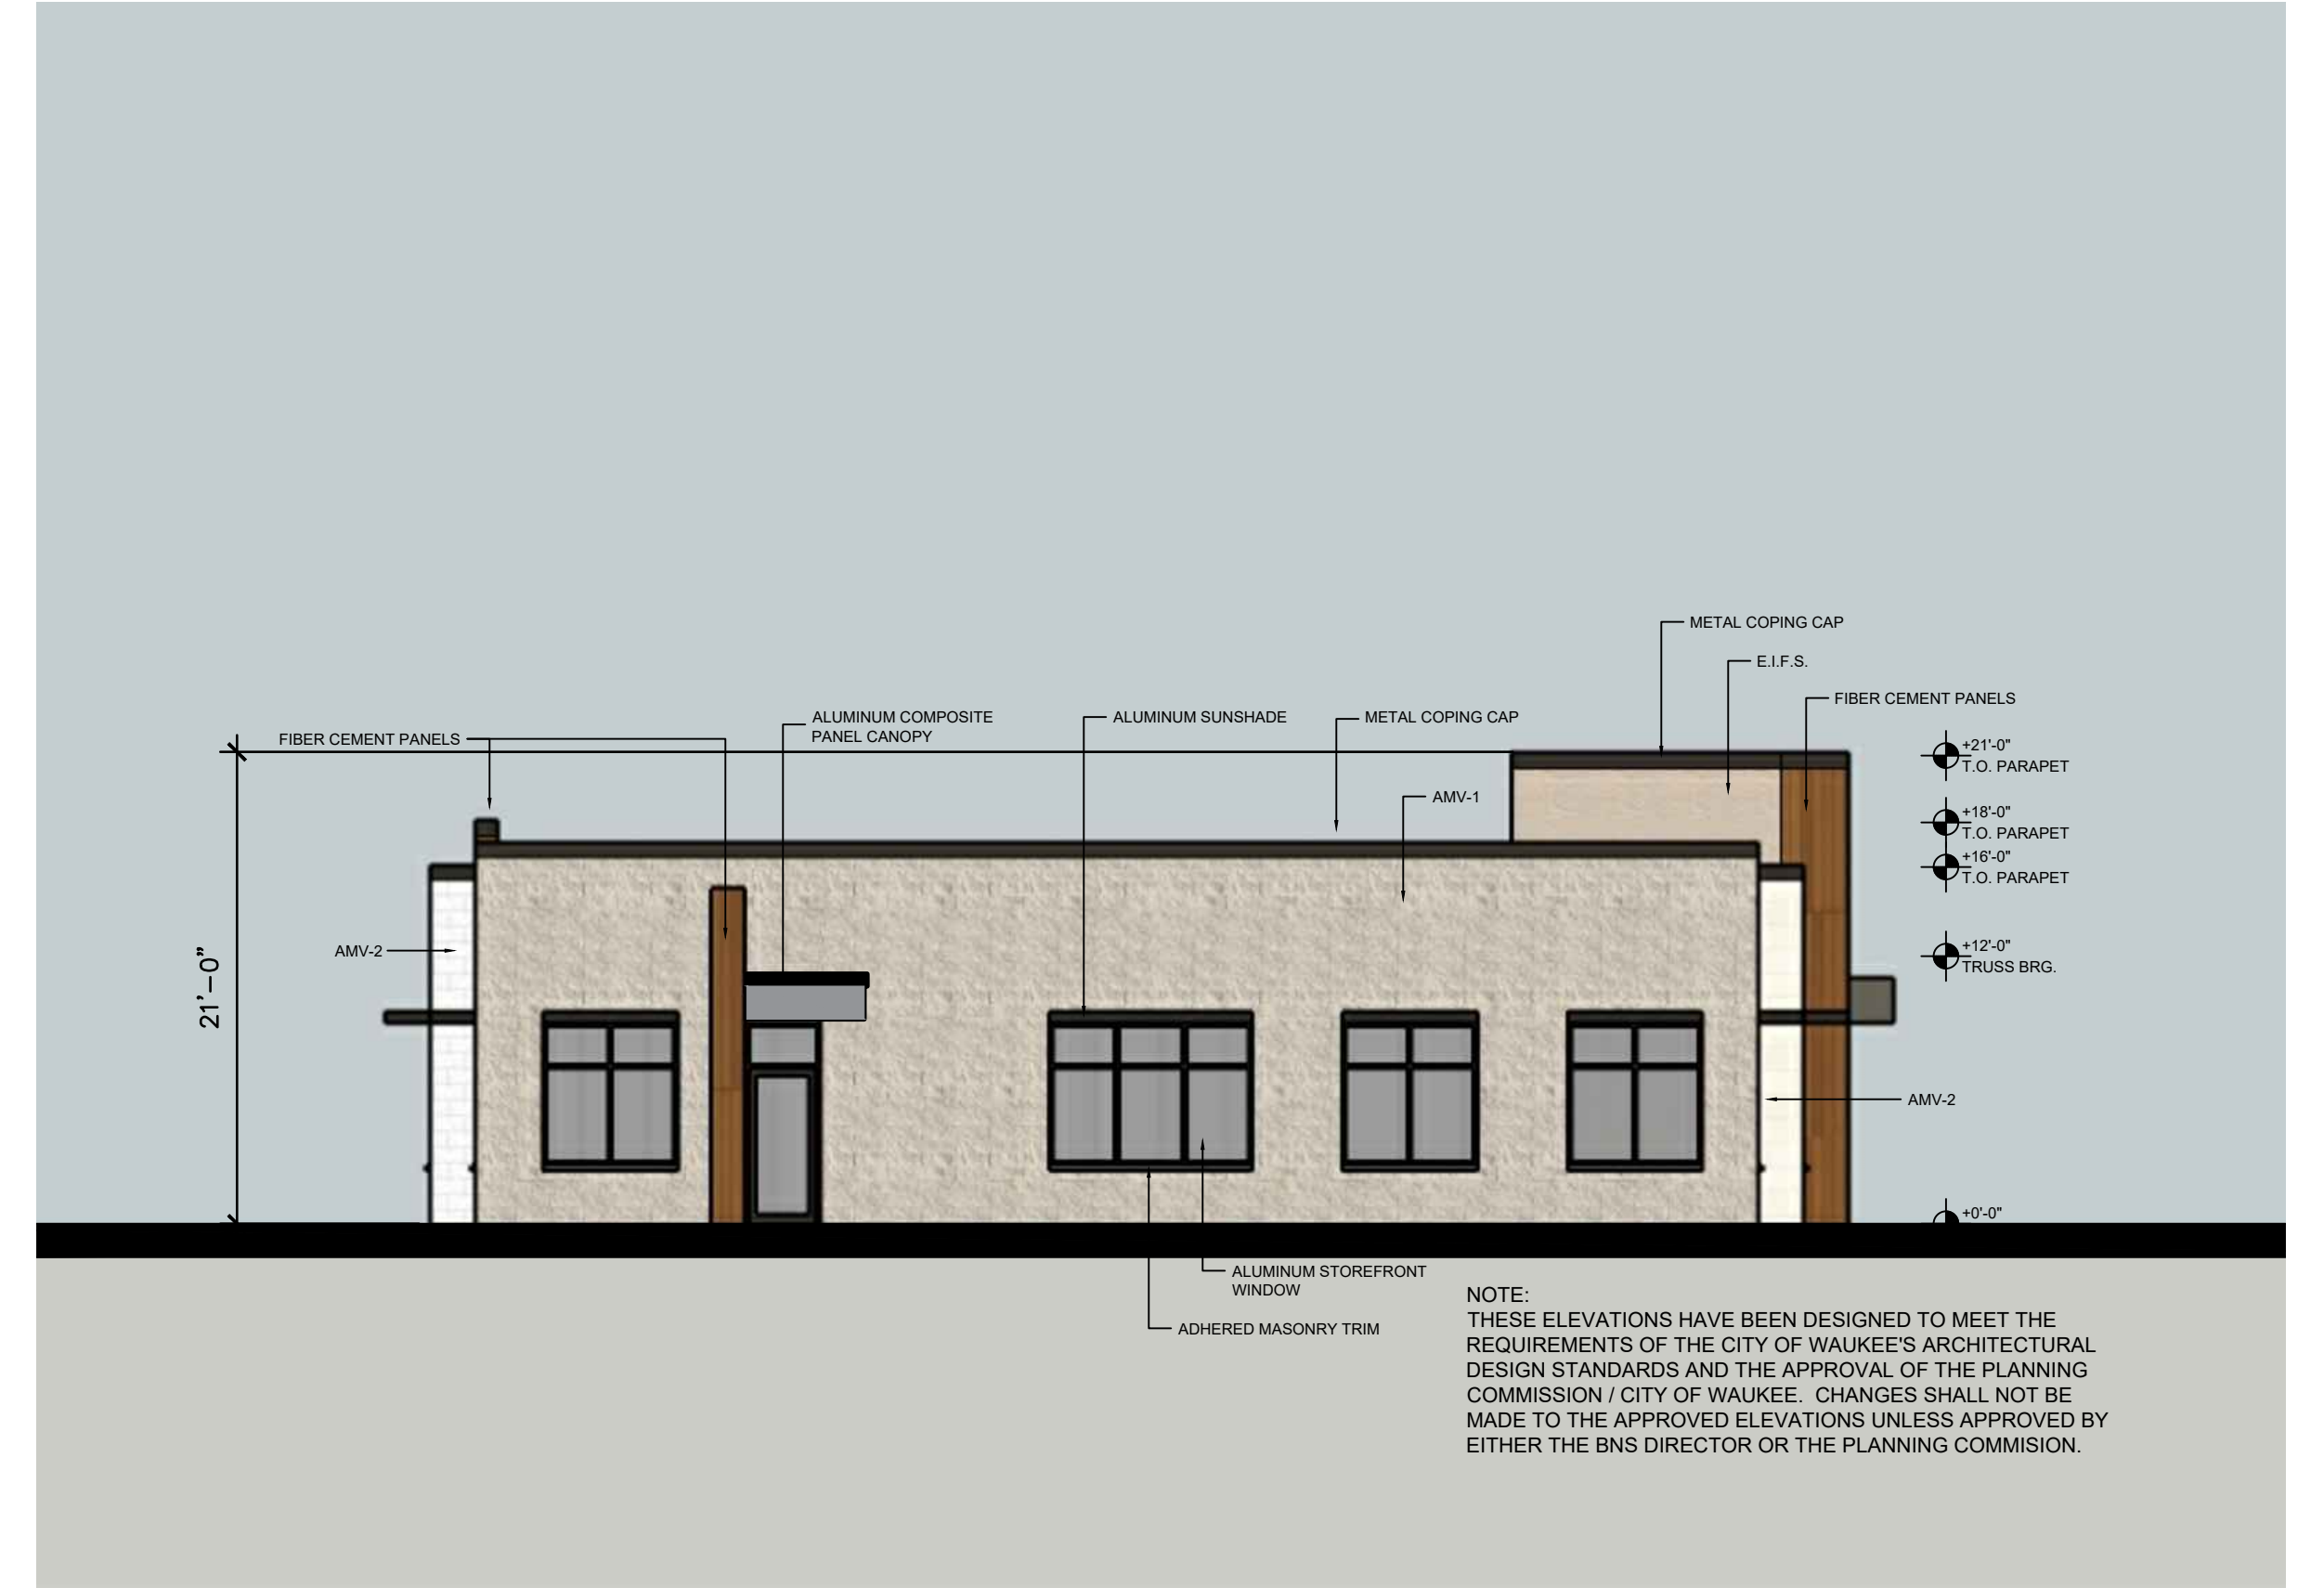 METAL COPING CAP
E.I.F.S.
FIBER CEMENT PANELS
ALUMINUM COMPOSITE
PANEL CANOPY
ALUMINUM SUNSHADE
METAL COPING CAP
FIBER CEMENT PANELS
+21'-0"
T.O. PARAPET
AMV-1
+18'-0"
T.O. PARAPET
+16'-0"
T.O. PARAPET
AMV-2
+12'-0"
TRUSS BRG.
21'-0"
AMV-2
+0'-0"
ALUMINUM STOREFRONT
WINDOW
ADHERED MASONRY TRIM
NOTE:
THESE ELEVATIONS HAVE BEEN DESIGNED TO MEET THE
REQUIREMENTS OF THE CITY OF WAUKEE'S ARCHITECTURAL
DESIGN STANDARDS AND THE APPROVAL OF THE PLANNING
COMMISSION / CITY OF WAUKEE. CHANGES SHALL NOT BE
MADE TO THE APPROVED ELEVATIONS UNLESS APPROVED BY
EITHER THE BNS DIRECTOR OR THE PLANNING COMMISION.